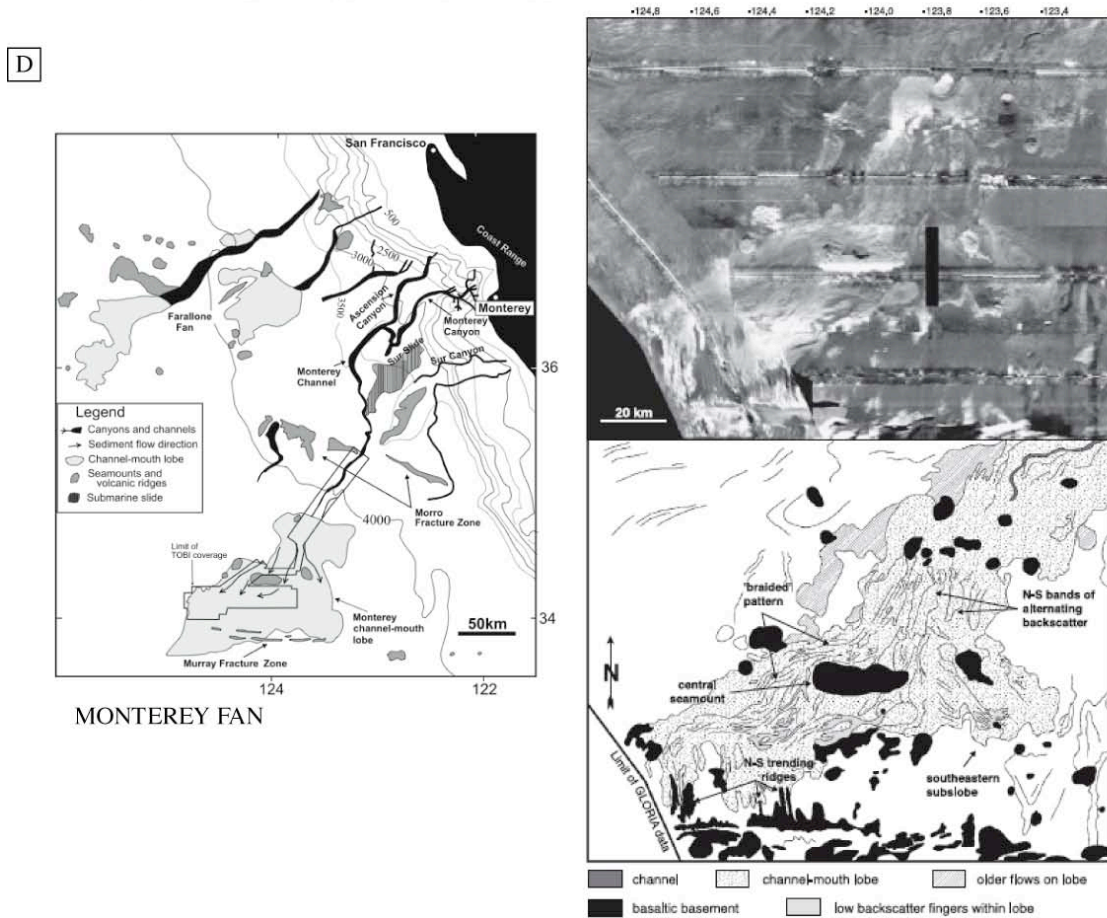 D
San Francisco
Coast Range
500
2500
3000
3500
Farallone
Fan
Ascension
Canyon
Monterey
Monterey
Canyon
Sur Slide
Sur Canyon
Monterey
Channel
36
Legend
Canyons and channels
Sediment flow direction
Channel-mouth lobe
Seamounts and
volcanic ridges
Submarine slide
Morro
Fracture Zone
4000
Limit of
TOBI coverage
Monterey
channel-mouth
lobe
50km
34
Murray Fracture Zone
124
122
MONTEREY FAN
•124,8 •124,6 •124,4 •124,2 •124,0 •123,8 •123,6 •123,4
20 km
"braided"
pattern
N-S bands of
alternating
backscatter
N
central
seamount
N-S trending
ridges
southeastern
subslobe
Limit of GLORIA data
channel
channel-mouth lobe
older flows on lobe
basaltic basement
low backscatter fingers within lobe